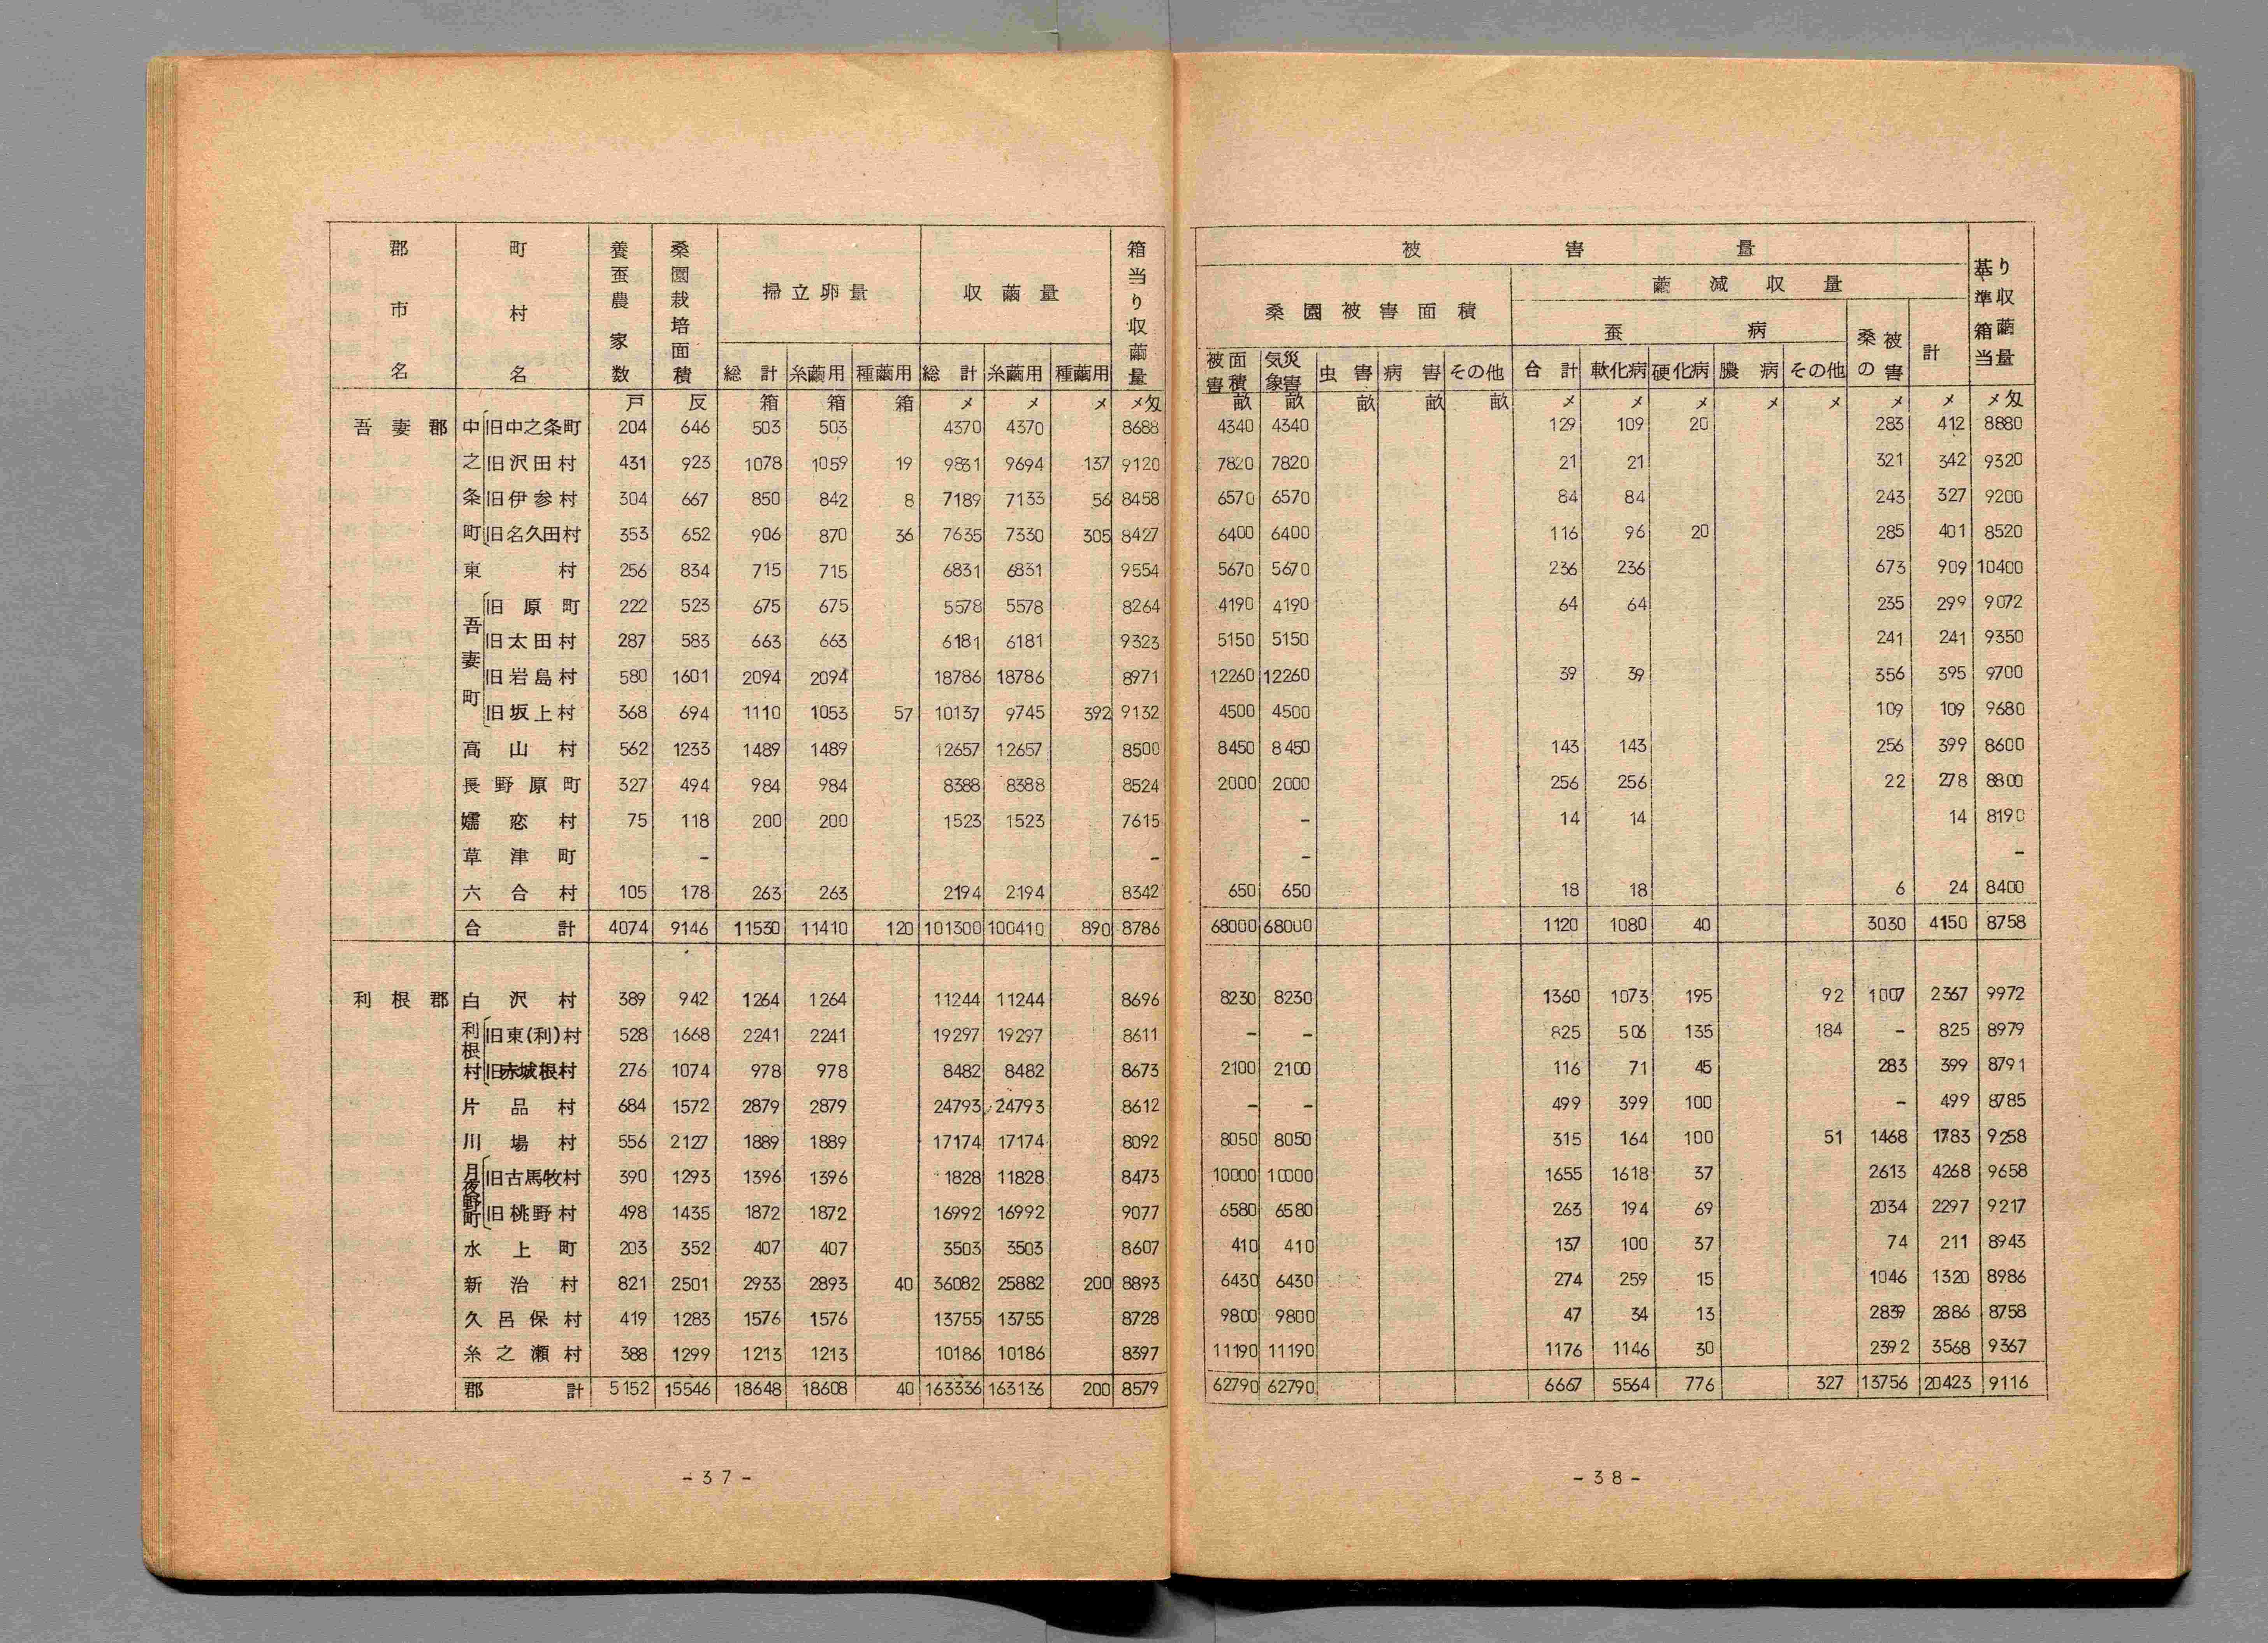 郡市名 町村名 養蚕農家数 桑園栽培面積 掃立卵量 収繭量 箱当り収繭量
総計 糸繭用 種繭用 総計 糸繭用 種繭用
戸 反 箱 箱 箱 メ メ メ メ匁
吾妻郡 中之条町 旧中之条町 204 646 503 503 4370 4370 8688
旧沢田村 431 923 1078 1059 19 9831 9694 137 9120
旧伊参村 304 667 850 842 8 7189 7133 56 8458
旧名久田村 353 652 906 870 36 7635 7330 305 8427
東村 256 834 715 715 6831 6831 9554
吾妻町 旧原町 222 523 675 675 5578 5578 8264
旧太田村 287 583 663 663 6181 6181 9323
旧岩島村 580 1601 2094 2094 18786 18786 8971
旧坂上村 368 694 1110 1053 57 10137 9745 392 9132
高山村 562 1233 1489 1489 12657 12657 8500
長野原町 327 494 984 984 8388 8388 8524
嬬恋村 75 118 200 200 1523 1523 7615
草津町 - -
六合村 105 178 263 263 2194 2194 8342
合計 4074 9146 11530 11410 120 101300 100410 890 8786
利根郡 白沢村 389 942 1264 1264 11244 11244 8696
利根村 旧東(利)村 528 1668 2241 2241 19297 19297 8611
旧赤城根村 276 1074 978 978 8482 8482 8673
片品村 684 1572 2879 2879 24793 24793 8612
川場村 556 2127 1889 1889 17174 17174 8092
月夜野町 旧古馬牧村 390 1293 1396 1396 1828 11828 8473
旧桃野村 498 1435 1872 1872 16992 16992 9077
水上町 203 352 407 407 3503 3503 8607
新治村 821 2501 2933 2893 40 36082 25882 200 8893
久呂保村 419 1283 1576 1576 13755 13755 8728
糸之瀬村 388 1299 1213 1213 10186 10186 8397
郡計 5152 15546 18648 18608 40 163336 163136 200 8579
-37-
被害量 基準箱当り収繭量
桑園被害面積 繭減収量
蚕病 桑の被害 計
被害面積 気象災害 虫害 病害 その他 合計 軟化病 硬化病 膿病 その他
畝 畝 畝 畝 畝 メ メ メ メ メ メ メ メ匁
4340 4340 129 109 20 283 412 8880
7820 7820 21 21 321 342 9320
6570 6570 84 84 243 327 9200
6400 6400 116 96 20 285 401 8520
5670 5670 236 236 673 909 10400
4190 4190 64 64 235 299 9072
5150 5150 241 241 9350
12260 12260 39 39 356 395 9700
4500 4500 109 109 9680
8450 8450 143 143 256 399 8600
2000 2000 256 256 22 278 8800
- 14 14 14 8190
- -
650 650 18 18 6 24 8400
68000 68000 1120 1080 40 3030 4150 8758
8230 8230 1360 1073 195 92 1007 2367 9972
- - 825 506 135 184 - 825 8979
2100 2100 116 71 45 283 399 8791
- - 499 399 100 - 499 8785
8050 8050 315 164 100 51 1468 1783 9258
10000 10000 1655 1618 37 2613 4268 9658
6580 6580 263 194 69 2034 2297 9217
410 410 137 100 37 74 211 8943
6430 6430 274 259 15 1046 1320 8986
9800 9800 47 34 13 2839 2886 8758
11190 11190 1176 1146 30 2392 3568 9367
62790 62790 6667 5564 776 327 13756 20423 9116
-38-